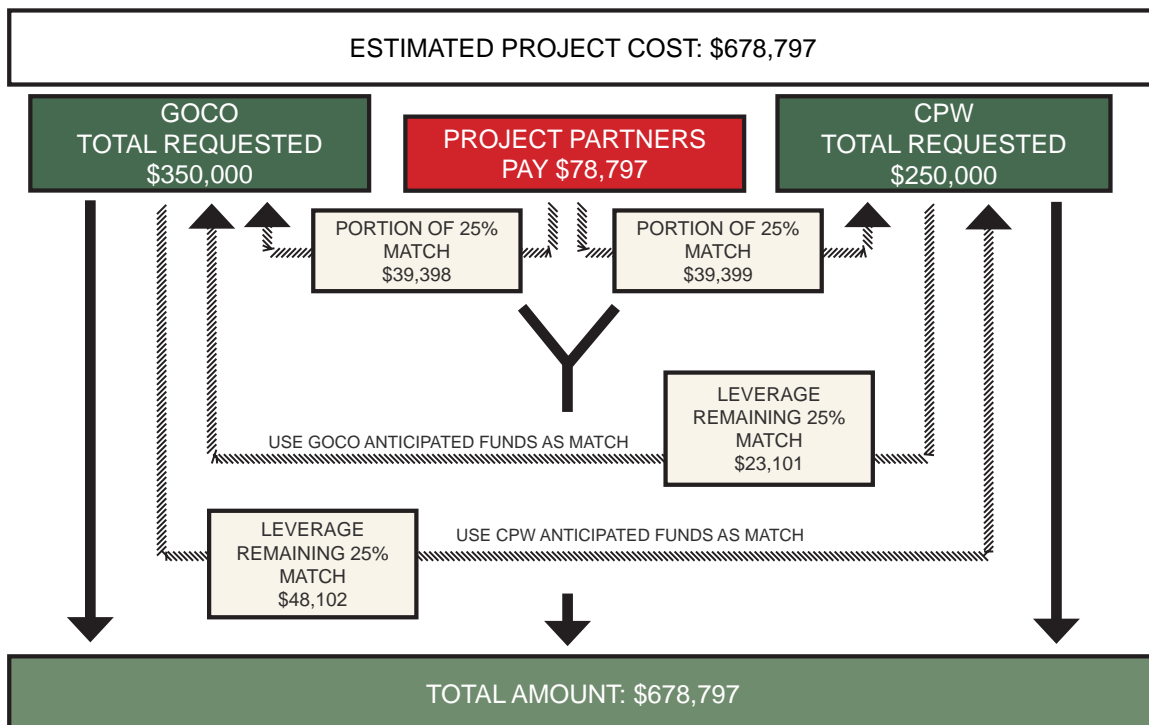 ESTIMATED PROJECT COST: $678,797
GOCO
TOTAL REQUESTED
$350,000
PROJECT PARTNERS
PAY $78,797
CPW
TOTAL REQUESTED
$250,000
PORTION OF 25%
MATCH
$39,398
PORTION OF 25%
MATCH
$39,399
USE GOCO ANTICIPATED FUNDS AS MATCH
LEVERAGE
REMAINING 25%
MATCH
$23,101
LEVERAGE
REMAINING 25%
MATCH
$48,102
USE CPW ANTICIPATED FUNDS AS MATCH
TOTAL AMOUNT: $678,797